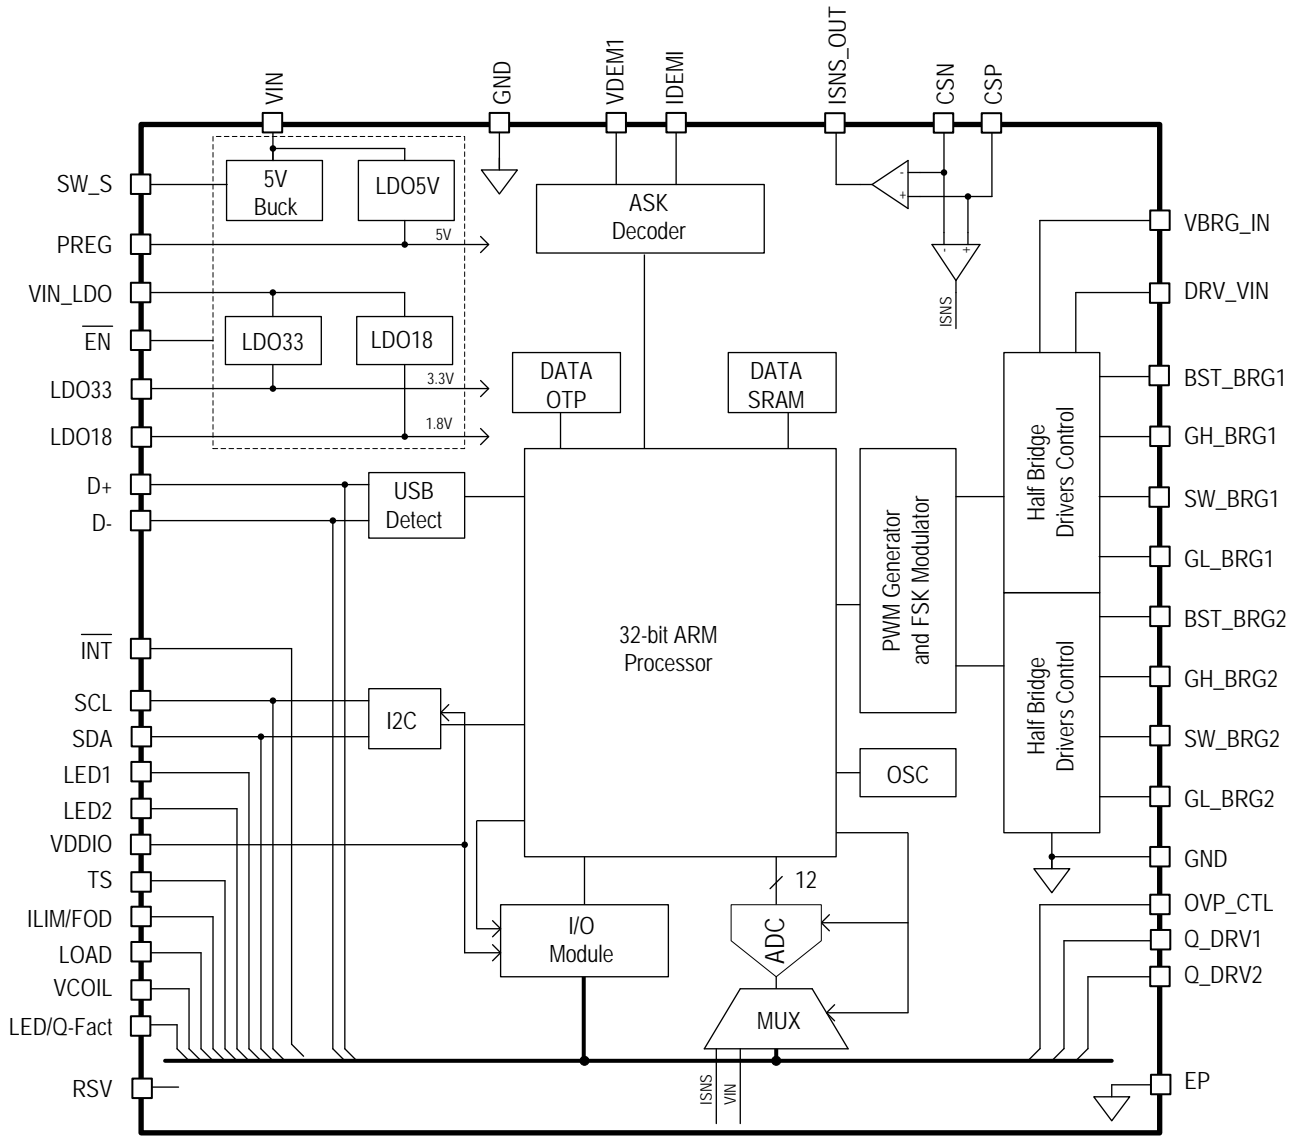 VIN
GND
VDEM1
IDEMI
ISNS_OUT
CSN
CSP
SW_S
5V
Buck
LDO5V
ASK
Decoder
-
+
PREG
5V
-
+
VBRG_IN
VIN_LDO
DRV_VIN
ISNS
EN
LDO33
LDO18
LDO33
3.3V
DATA
OTP
DATA
SRAM
BST_BRG1
LDO18
1.8V
GH_BRG1
Half Bridge
Drivers Control
D+
D-
USB
Detect
SW_BRG1
GL_BRG1
PWM Generator
and FSK Modulator
32-bit ARM
Processor
BST_BRG2
INT
GH_BRG2
Half Bridge
Drivers Control
SCL
SDA
I2C
SW_BRG2
LED1
OSC
LED2
GL_BRG2
VDDIO
GND
TS
12
ILIM/FOD
I/O
Module
ADC
OVP_CTL
LOAD
Q_DRV1
VCOIL
Q_DRV2
LED/Q-Fact
MUX
RSV
ISNS
VIN
EP